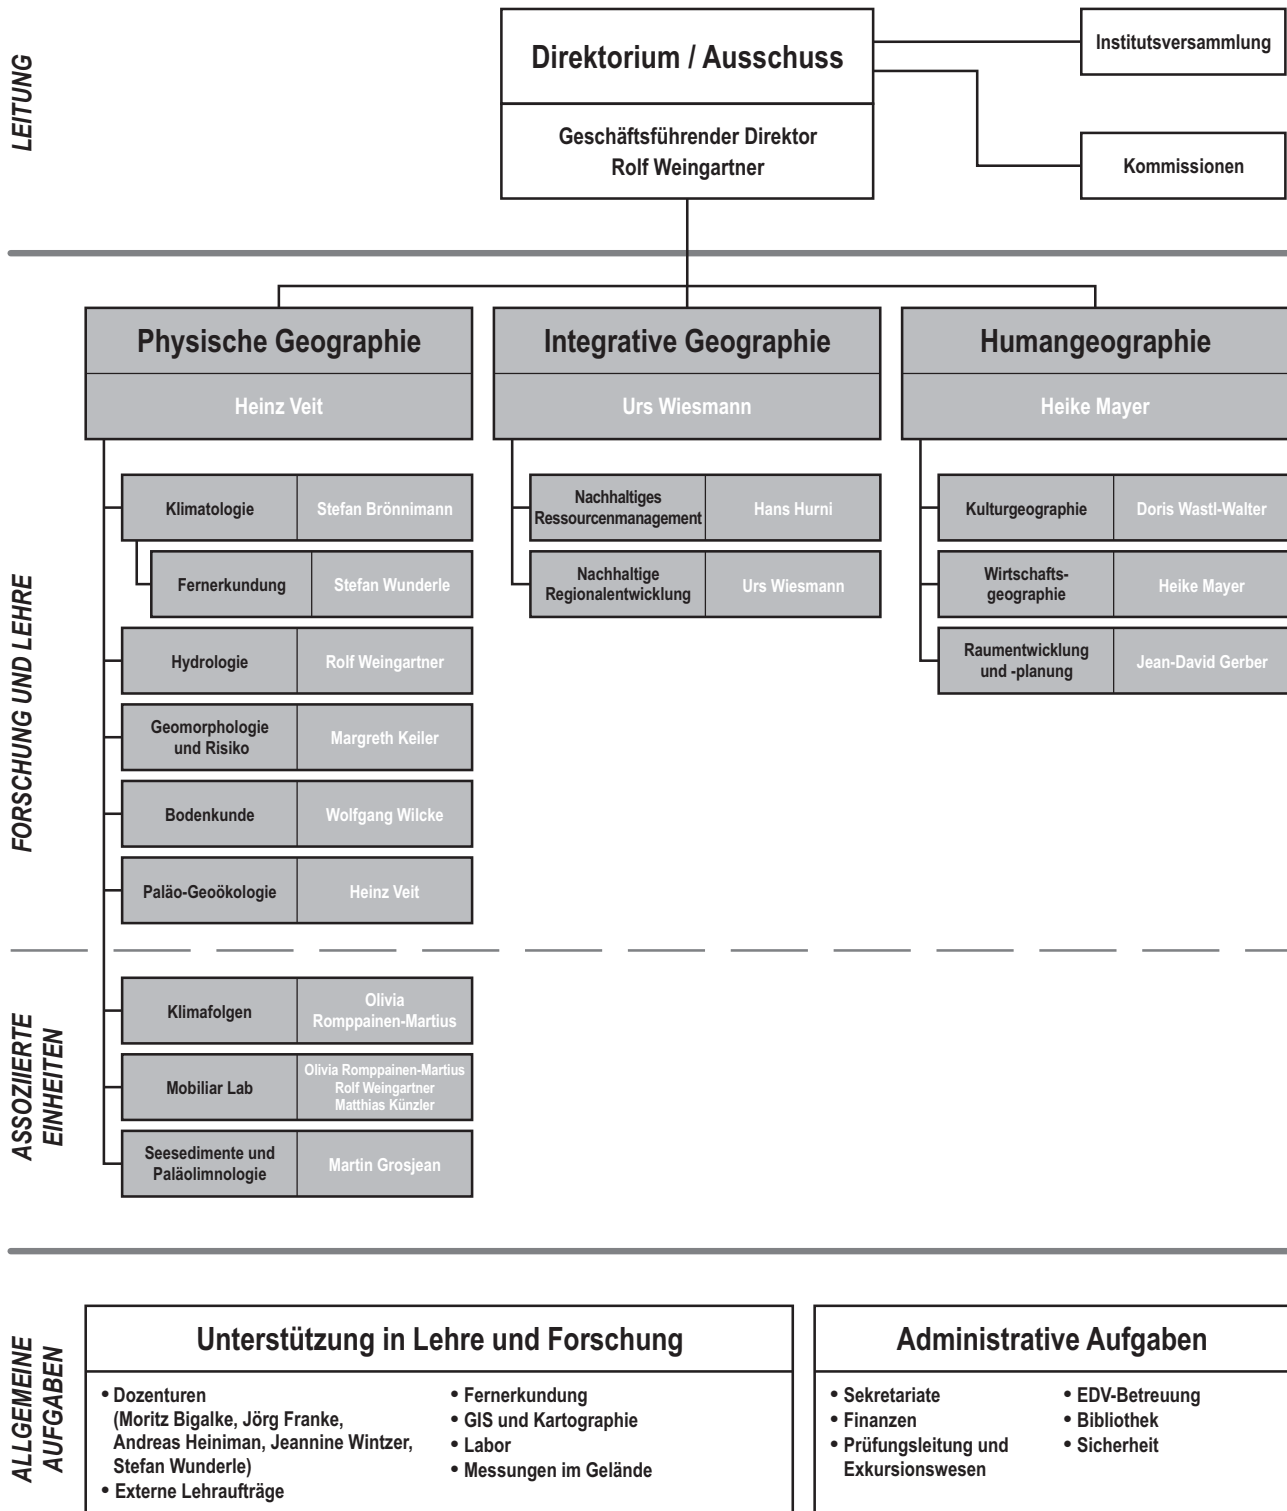 LEITUNG
Direktorium / Ausschuss
Geschäftsführender Direktor
Rolf Weingartner
Institutsversammlung
Kommissionen
FORSCHUNG UND LEHRE
Physische Geographie
Heinz Veit
Klimatologie
Stefan Brönnimann
Fernerkundung
Stefan Wunderle
Hydrologie
Rolf Weingartner
Geomorphologie
und Risiko
Margreth Keiler
Bodenkunde
Wolfgang Wilcke
Paläo-Geoökologie
Heinz Veit
Integrative Geographie
Urs Wiesmann
Nachhaltiges
Ressourcenmanagement
Hans Hurni
Nachhaltige
Regionalentwicklung
Urs Wiesmann
Humangeographie
Heike Mayer
Kulturgeographie
Doris Wastl-Walter
Wirtschafts-
geographie
Heike Mayer
Raumentwicklung
und -planung
Jean-David Gerber
ASSOZIIERTE
EINHEITEN
Klimafolgen
Olivia
Romppainen-Martius
Mobiliar Lab
Olivia Romppainen-Martius
Rolf Weingartner
Matthias Künzler
Seesedimente und
Paläolimnologie
Martin Grosjean
ALLGEMEINE
AUFGABEN
Unterstützung in Lehre und Forschung
• Dozenturen
(Moritz Bigalke, Jörg Franke,
Andreas Heiniman, Jeannine Wintzer,
Stefan Wunderle)
• Externe Lehraufträge
• Fernerkundung
• GIS und Kartographie
• Labor
• Messungen im Gelände
Administrative Aufgaben
• Sekretariate
• Finanzen
• Prüfungsleitung und
Exkursionswesen
• EDV-Betreuung
• Bibliothek
• Sicherheit